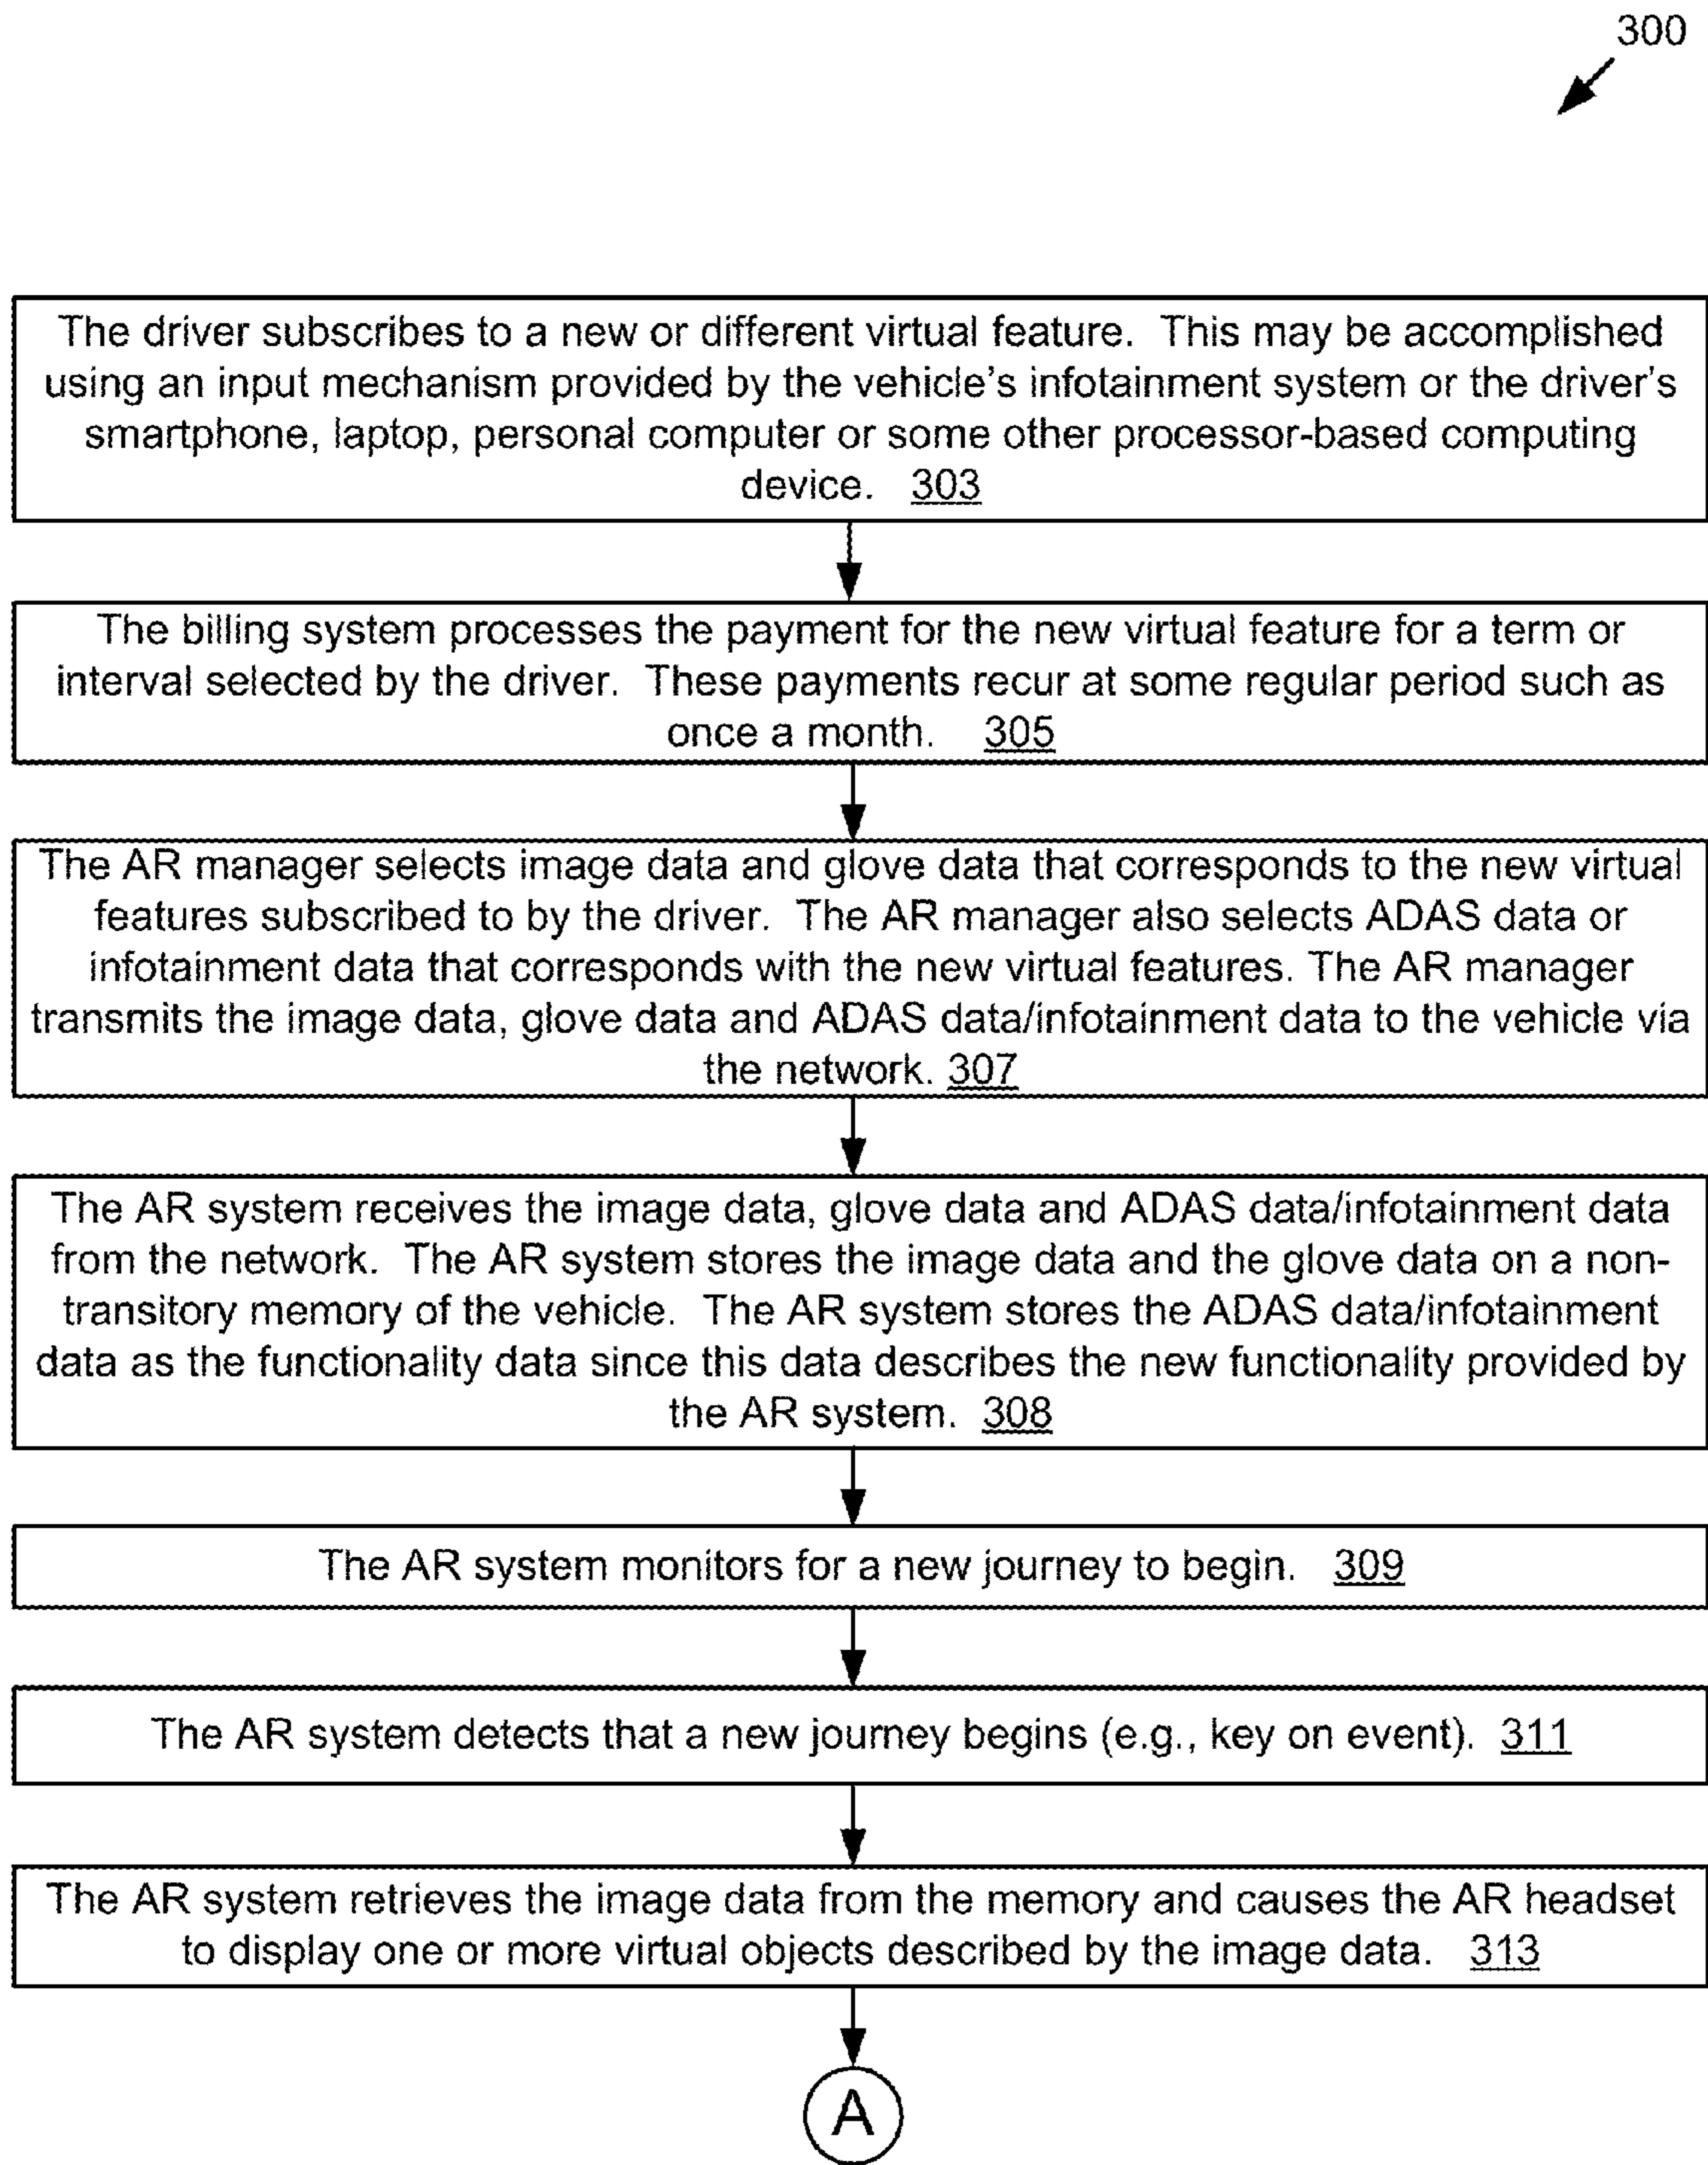 300
The driver subscribes to a new or different virtual feature. This may be accomplished
using an input mechanism provided by the vehicle's infotainment system or the driver's
smartphone, laptop, personal computer or some other processor-based computing
device. 303
The billing system processes the payment for the new virtual feature for a term or
interval selected by the driver. These payments recur at some regular period such as
once a month. 305
The AR manager selects image data and glove data that corresponds to the new virtual
features subscribed to by the driver. The AR manager also selects ADAS data or
infotainment data that corresponds with the new virtual features. The AR manager
transmits the image data, glove data and ADAS data/infotainment data to the vehicle via
the network. 307
The AR system receives the image data, glove data and ADAS data/infotainment data
from the network. The AR system stores the image data and the glove data on a non-
transitory memory of the vehicle. The AR system stores the ADAS data/infotainment
data as the functionality data since this data describes the new functionality provided by
the AR system. 308
The AR system monitors for a new journey to begin. 309
The AR system detects that a new journey begins (e.g., key on event). 311
The AR system retrieves the image data from the memory and causes the AR headset
to display one or more virtual objects described by the image data. 313
A